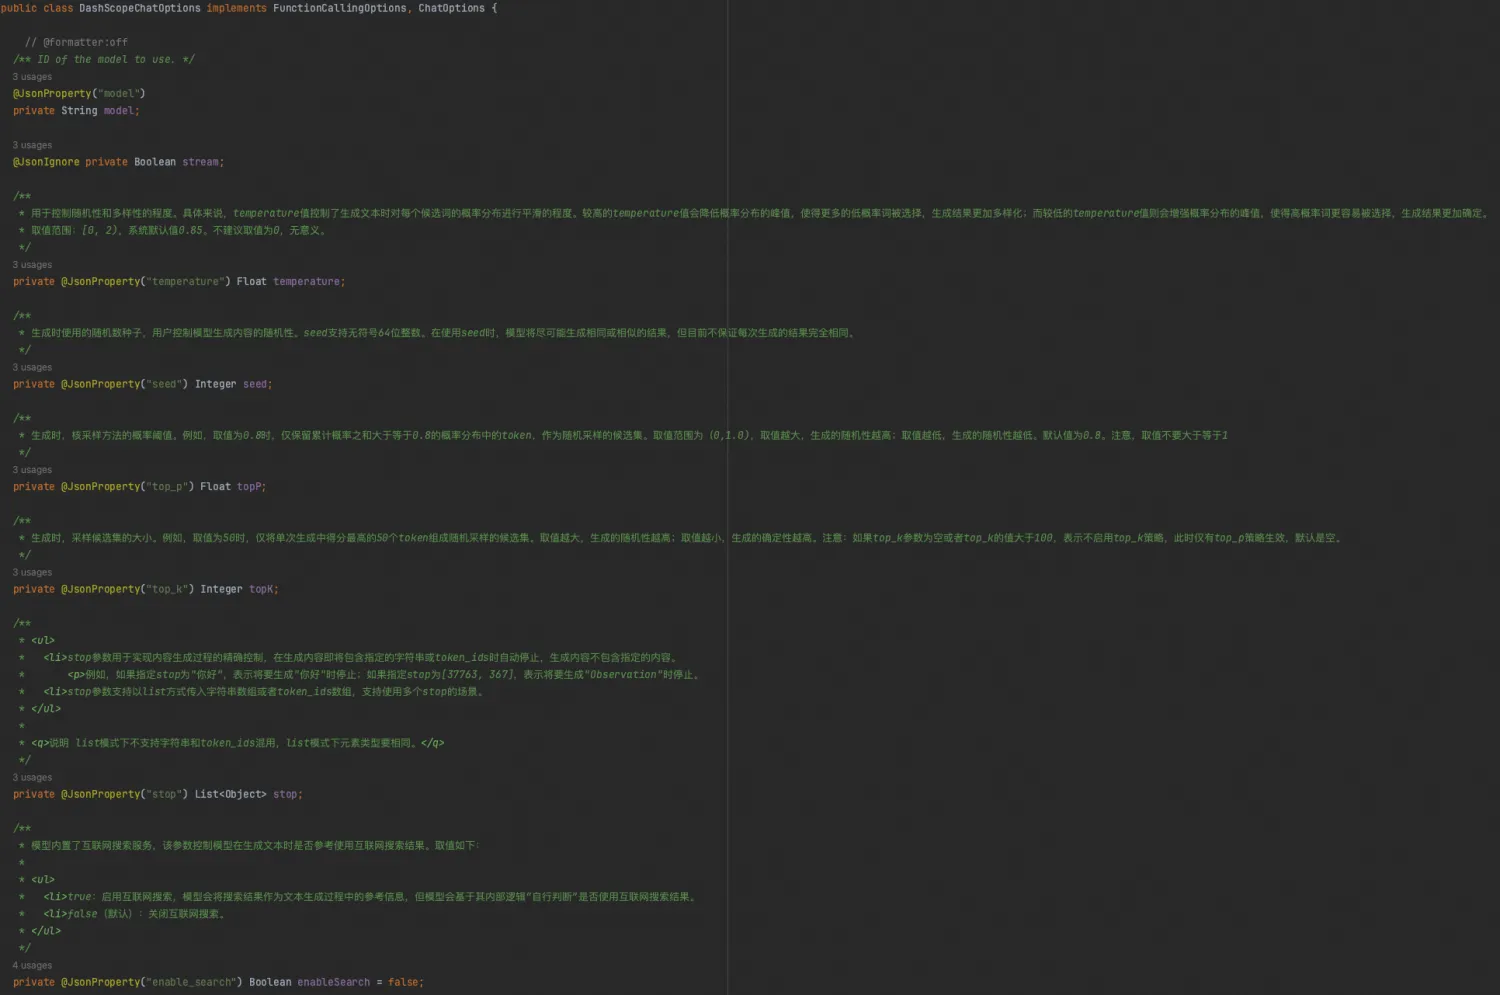 public class DashScopeChatOptions implements FunctionCallingOptions, ChatOptions {
// @formatter:off
/** ID of the model to use. */
3 usages
@JsonProperty("model")
private String model;
3 usages
@JsonIgnore private Boolean stream;
/**
* 用于控制随机性和多样性的程度。具体来说，temperature值控制了生成文本时对每个候选词的概率分布进行平滑的程度。较高的temperature值会降低概率分布的峰值，使得更多的低概率词被选择，生成结果更加多样化；而较低的temperature值则会增强概率分布的峰值，使得高概率词更容易被选择，生成结果更加确定。
* 取值范围：[0, 2)，系统默认值0.85。不建议取值为0，无意义。
*/
3 usages
private @JsonProperty("temperature") Float temperature;
/**
* 生成时使用的随机数种子，用户控制模型生成内容的随机性。seed支持无符号64位整数。在使用seed时，模型将尽可能生成相同或相似的结果，但目前不保证每次生成的结果完全相同。
*/
3 usages
private @JsonProperty("seed") Integer seed;
/**
* 生成时，核采样方法的概率阈值。例如，取值为0.8时，仅保留累计概率之和大于等于0.8的概率分布中的token，作为随机采样的候选集。取值范围为（0,1.0)，取值越大，生成的随机性越高；取值越低，生成的随机性越低。默认值为0.8。注意，取值不要大于等于1
*/
3 usages
private @JsonProperty("top_p") Float topP;
/**
* 生成时，采样候选集的大小。例如，取值为50时，仅将单次生成中得分最高的50个token组成随机采样的候选集。取值越大，生成的随机性越高；取值越小，生成的确定性越高。注意：如果top_k参数为空或者top_k的值大于100，表示不启用top_k策略，此时仅有top_p策略生效，默认是空。
*/
3 usages
private @JsonProperty("top_k") Integer topK;
/**
* <ul>
* <li>stop参数用于实现内容生成过程的精确控制，在生成内容即将包含指定的字符串或token_ids时自动停止，生成内容不包含指定的内容。
* <p>例如，如果指定stop为"你好"，表示将要生成"你好"时停止；如果指定stop为[37763, 367]，表示将要生成"Observation"时停止。
* <li>stop参数支持以list方式传入字符串数组或者token_ids数组，支持使用多个stop的场景。
* </ul>
*
* <q>说明 list模式下不支持字符串和token_ids混用，list模式下元素类型要相同。</q>
*/
3 usages
private @JsonProperty("stop") List<Object> stop;
/**
* 模型内置了互联网搜索服务，该参数控制模型在生成文本时是否参考使用互联网搜索结果。取值如下：
*
* <ul>
* <li>true：启用互联网搜索，模型会将搜索结果作为文本生成过程中的参考信息，但模型会基于其内部逻辑"自行判断"是否使用互联网搜索结果。
* <li>false（默认）：关闭互联网搜索。
* </ul>
*/
4 usages
private @JsonProperty("enable_search") Boolean enableSearch = false;